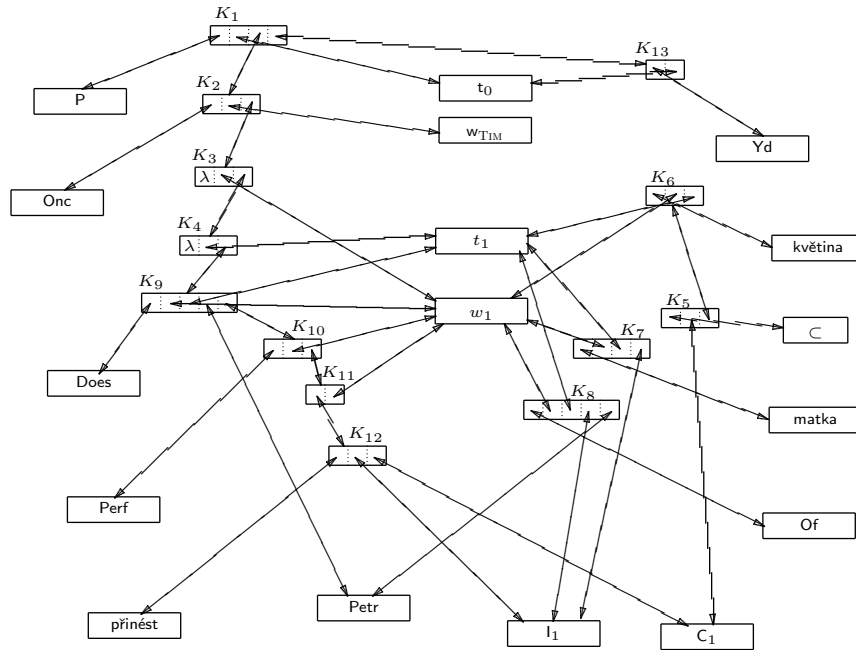 K₁
K₁₃
P
K₂
t₀
w_TIM
Yd
Onc
K₃
λ
K₆
K₄
λ
t₁
květina
K₉
w₁
K₅
⊂
K₁₀
K₇
Does
K₁₁
K₈
matka
K₁₂
Perf
Of
přinést
Petr
I₁
C₁